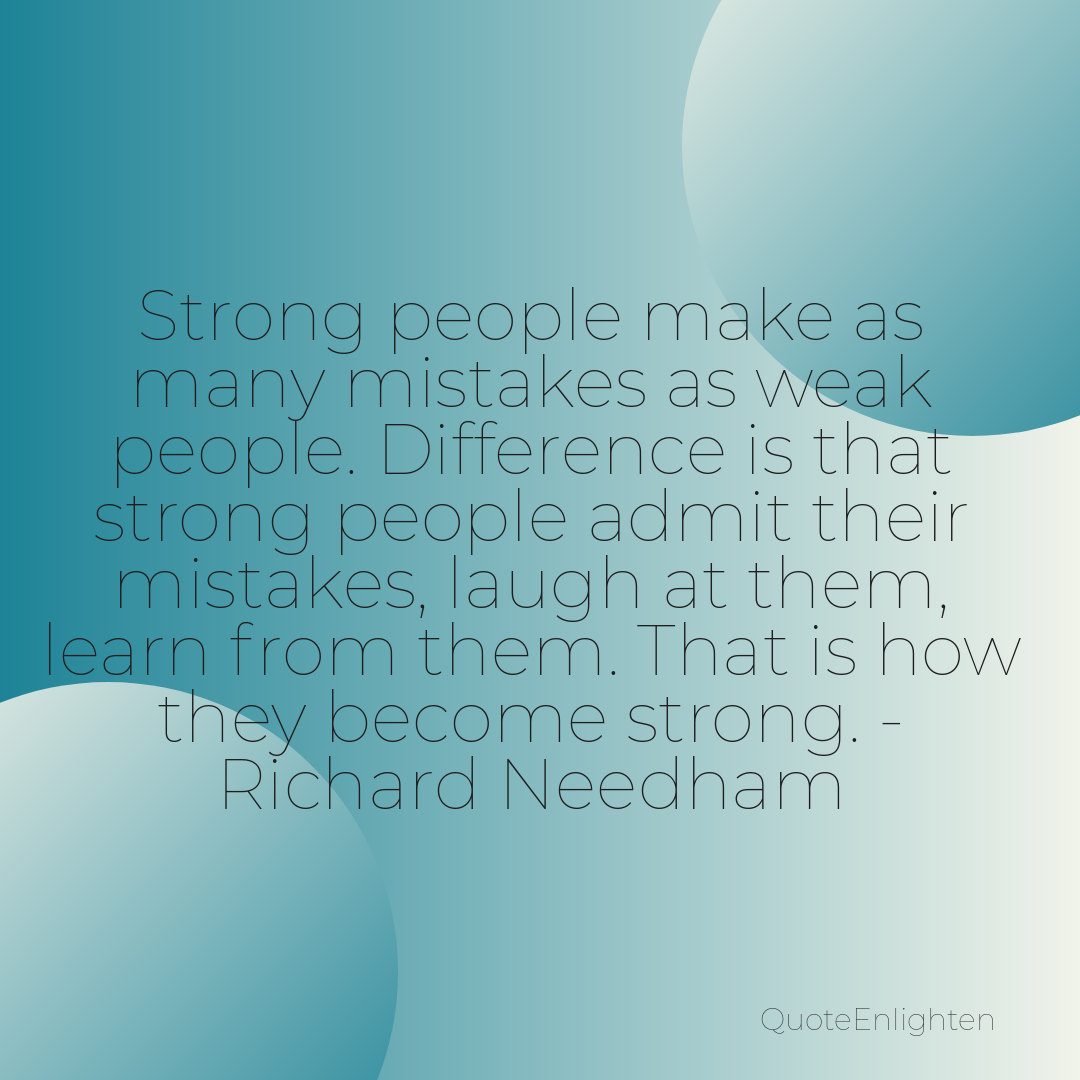 Strong people make as
many mistakes as weak
people. Difference is that
strong people admit their
mistakes, laugh at them,
learn from them. That is how
they become strong. -
Richard Needham
QuoteEnlighten